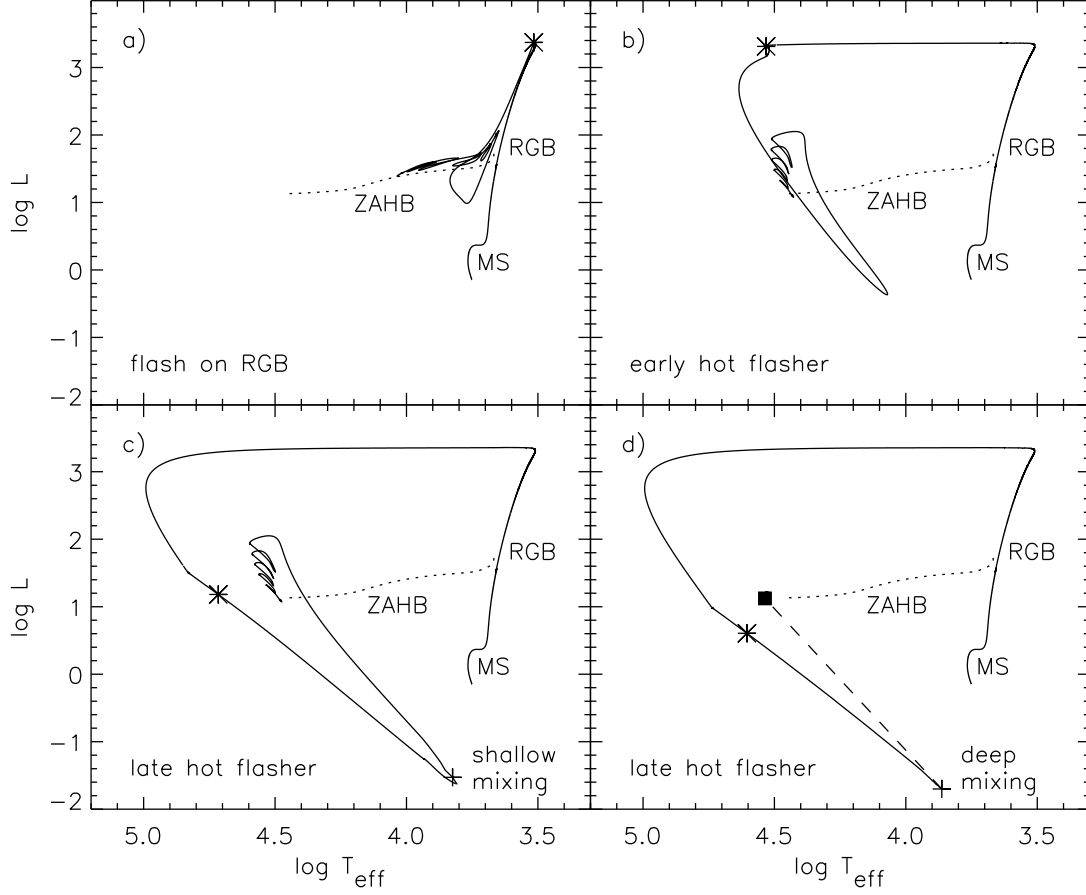 a)
b)
3
2
1
0
−1
−2
log L
RGB
ZAHB
MS
flash on RGB
RGB
ZAHB
MS
early hot flasher
c)
d)
3
2
1
0
−1
−2
log L
RGB
ZAHB
MS
late hot flasher
shallow
mixing
RGB
ZAHB
MS
late hot flasher
deep
mixing
5.0 4.5 4.0 3.5
5.0 4.5 4.0 3.5
log Teff
log Teff